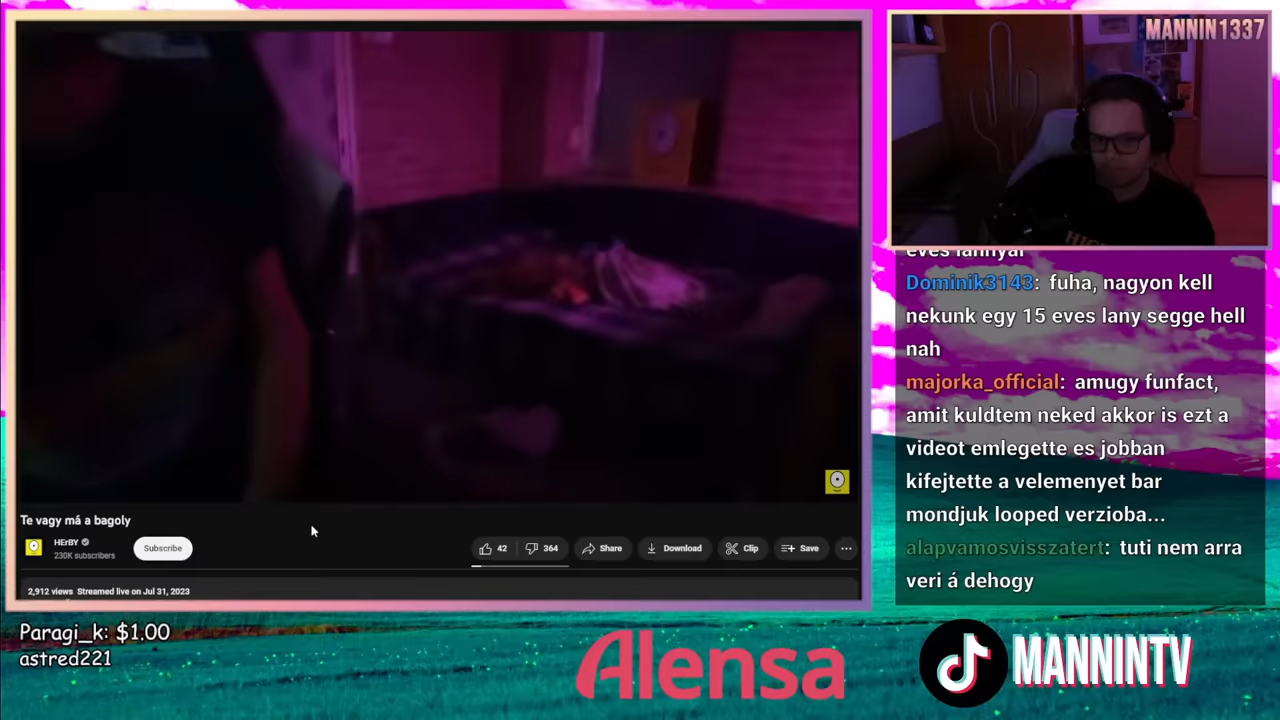 MANNIN1337
eves lannyal
Dominik3143: fuha, nagyon kell
nekunk egy 15 eves lany segge hell
nah
majorka_official: amugy funfact,
amit kuldtem neked akkor is ezt a
videot emlegette es jobban
kifejtette a velemenyet bar
mondjuk looped verzioba...
alapvamosvisszatert: tuti nem arra
veri á dehogy
Te vagy má a bagoly
HErBY
230K subscribers
Subscribe
42
364
Share
Download
Clip
Save
2,912 views Streamed live on Jul 31, 2023
Paragi_k: $1.00
astred221
Alensa
MANNINTV